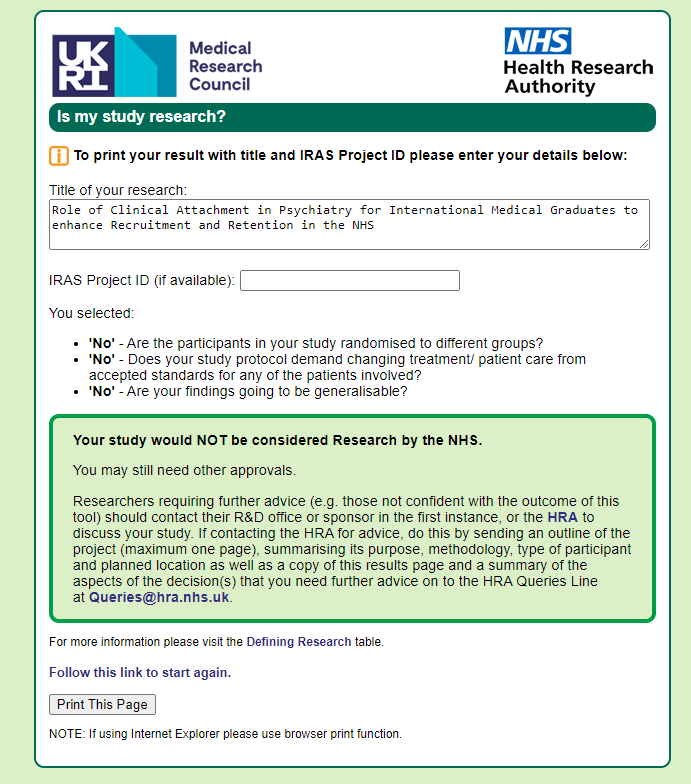 UK
RI
Medical
Research
Council
NHS
Health Research
Authority
Is my study research?
i To print your result with title and IRAS Project ID please enter your details below:
Title of your research:
Role of Clinical Attachment in Psychiatry for International Medical Graduates to
enhance Recruitment and Retention in the NHS
IRAS Project ID (if available):
You selected:
• 'No' - Are the participants in your study randomised to different groups?
• 'No' - Does your study protocol demand changing treatment/ patient care from
accepted standards for any of the patients involved?
• 'No' - Are your findings going to be generalisable?
Your study would NOT be considered Research by the NHS.
You may still need other approvals.
Researchers requiring further advice (e.g. those not confident with the outcome of this
tool) should contact their R&D office or sponsor in the first instance, or the HRA to
discuss your study. If contacting the HRA for advice, do this by sending an outline of the
project (maximum one page), summarising its purpose, methodology, type of participant
and planned location as well as a copy of this results page and a summary of the
aspects of the decision(s) that you need further advice on to the HRA Queries Line
at Queries@hra.nhs.uk.
For more information please visit the Defining Research table.
Follow this link to start again.
Print This Page
NOTE: If using Internet Explorer please use browser print function.